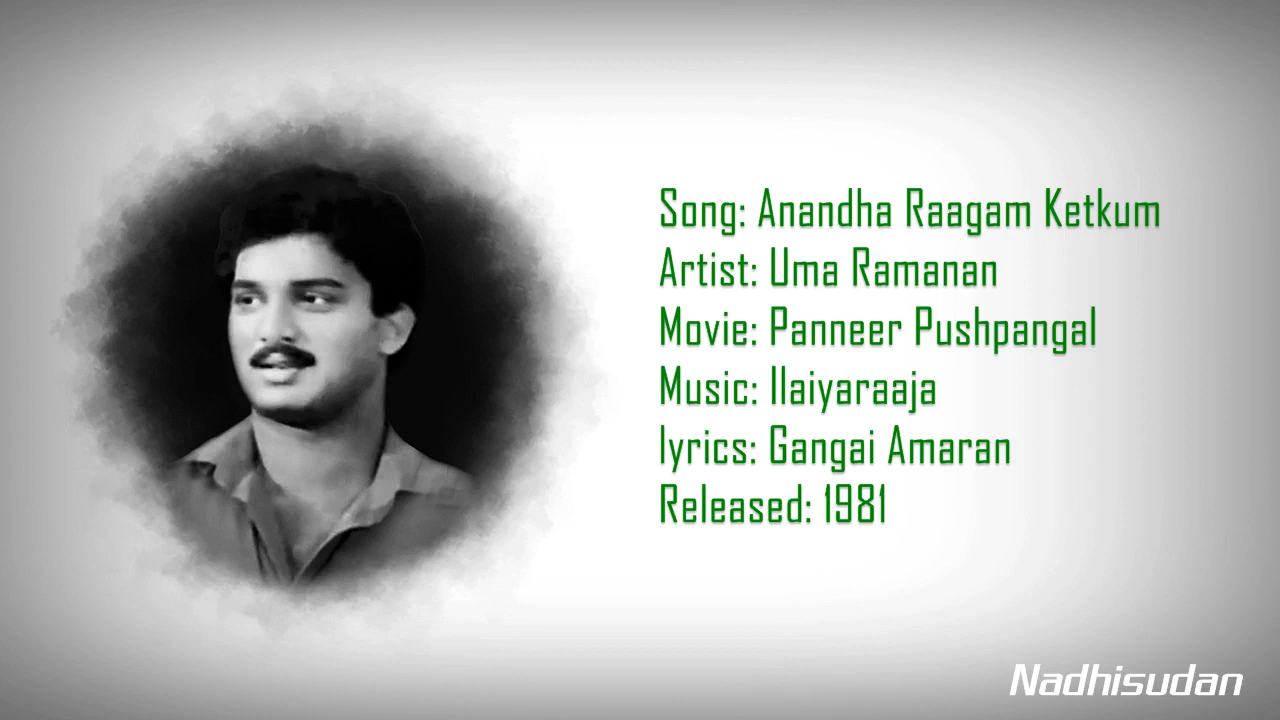 Song: Anandha Raagam Ketkum
Artist: Uma Ramanan
Movie: Panneer Pushpangal
Music: Ilaiyaraaja
lyrics: Gangai Amaran
Released: 1981
Nadhisudan